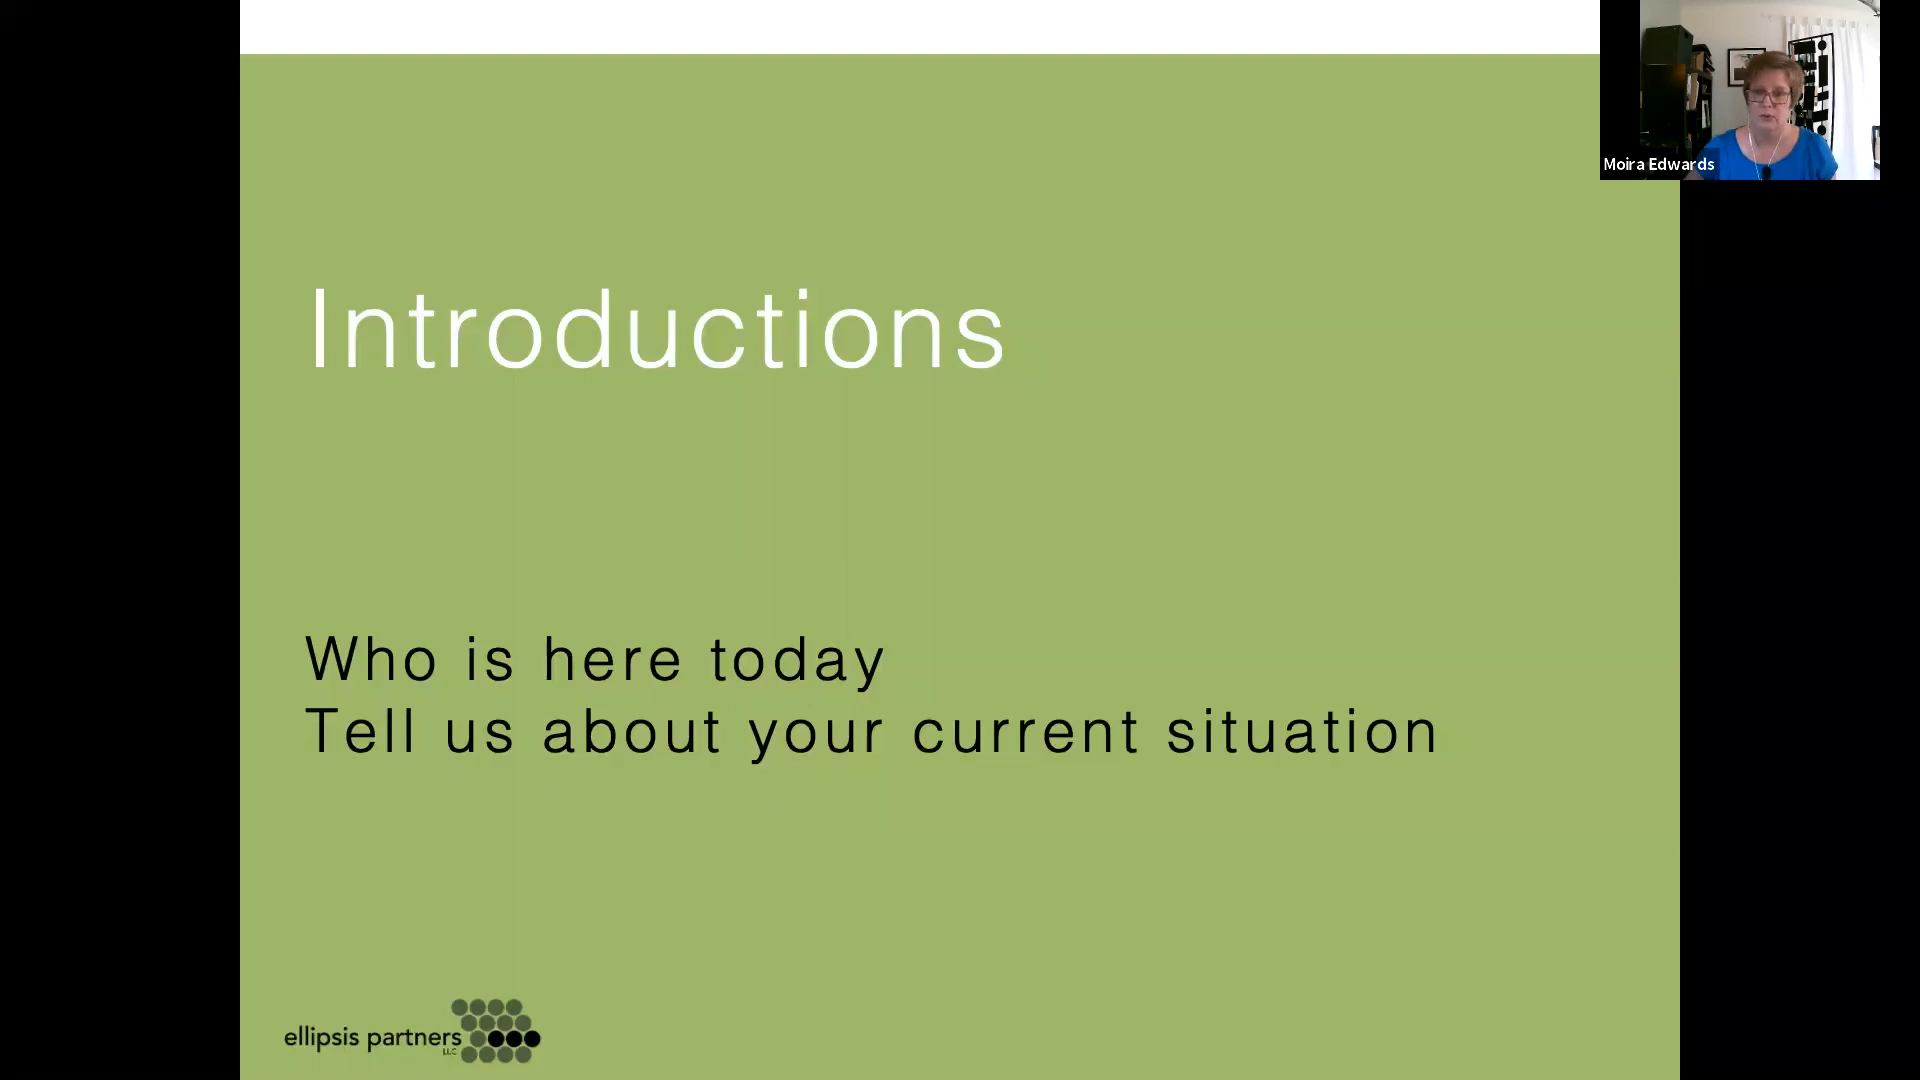 Moira Edwards
Introductions
Who is here today
Tell us about your current situation
ellipsis partners
LLC